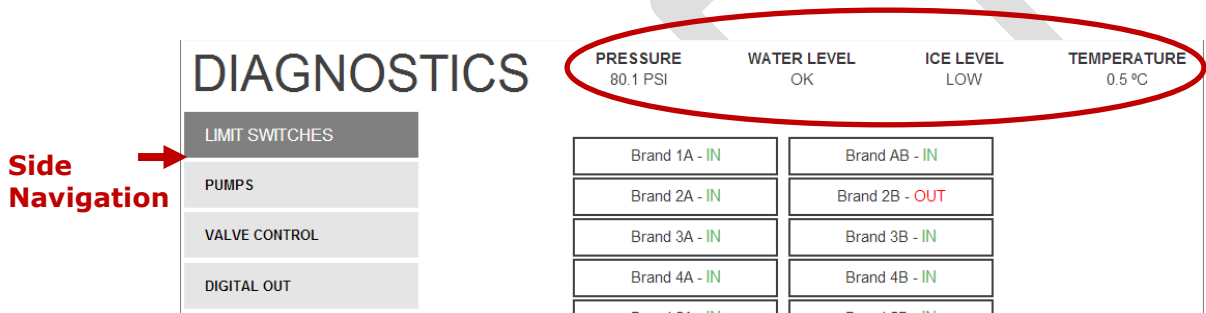 DIAGNOSTICS
PRESSURE WATER LEVEL ICE LEVEL TEMPERATURE
80.1 PSI OK LOW 0.5 ºC
Side
Navigation
LIMIT SWITCHES
PUMPS
VALVE CONTROL
DIGITAL OUT
Brand 1A - IN Brand AB - IN
Brand 2A - IN Brand 2B - OUT
Brand 3A - IN Brand 3B - IN
Brand 4A - IN Brand 4B - IN